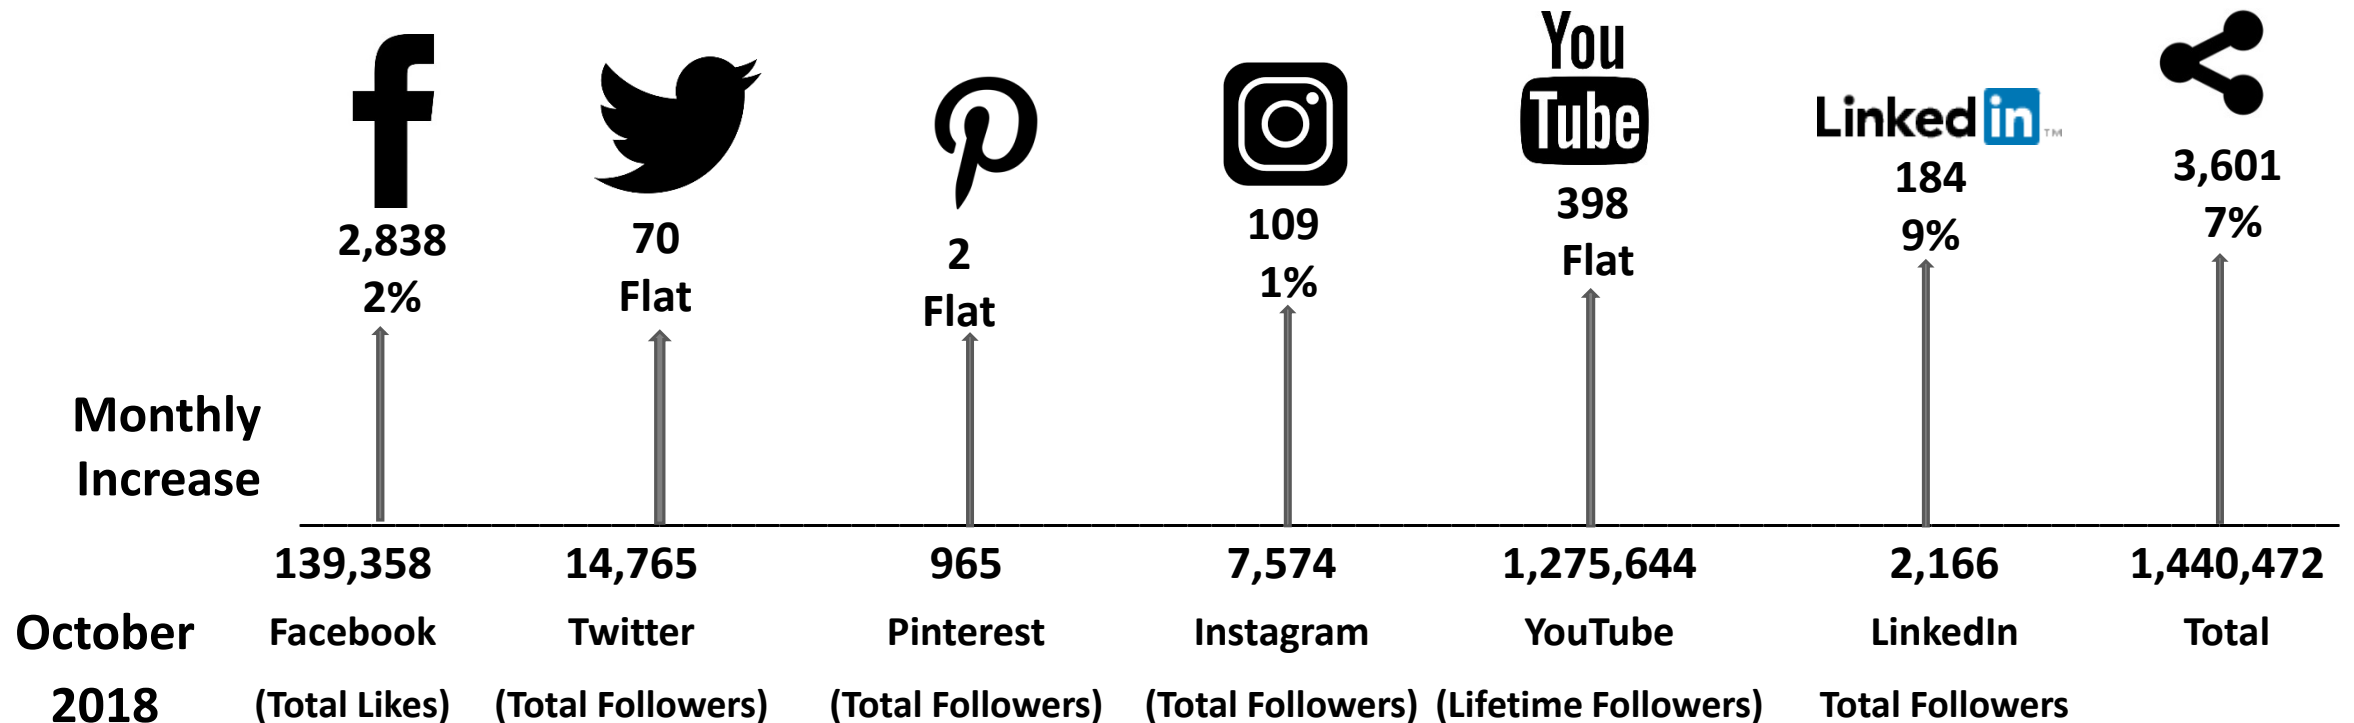 You
Tube
Linked in ™
2,838
2%
70
Flat
2
Flat
109
1%
398
Flat
184
9%
3,601
7%
Monthly
Increase
139,358
14,765
965
7,574
1,275,644
2,166
1,440,472
October
2018
Facebook
Twitter
Pinterest
Instagram
YouTube
LinkedIn
Total
(Total Likes)
(Total Followers)
(Total Followers)
(Total Followers)
(Lifetime Followers)
Total Followers